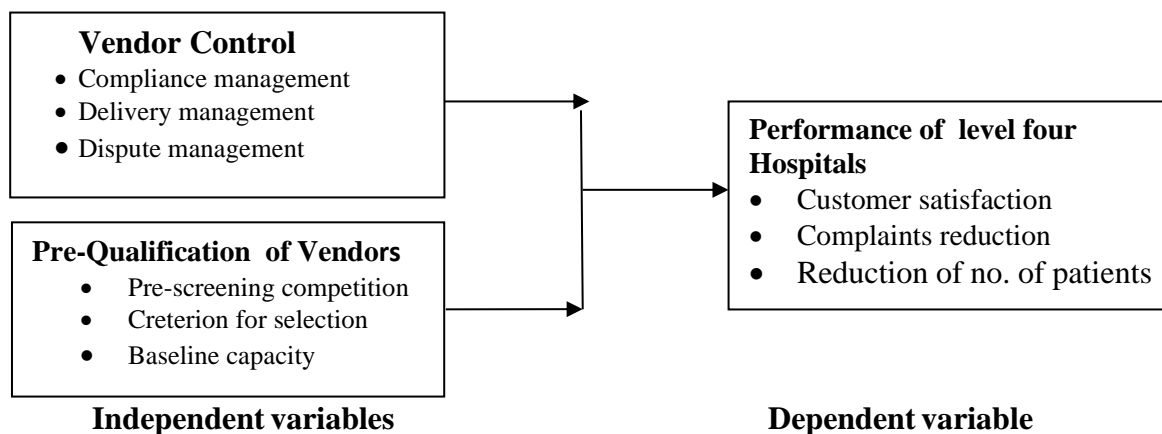 Vendor Control
• Compliance management
• Delivery management
• Dispute management
Pre-Qualification of Vendors
• Pre-screening competition
• Creterion for selection
• Baseline capacity
Independent variables
Performance of level four
Hospitals
• Customer satisfaction
• Complaints reduction
• Reduction of no. of patients
Dependent variable